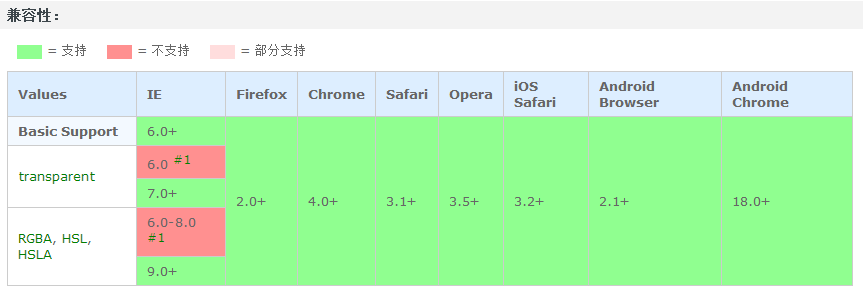 兼容性：
= 支持 = 不支持 = 部分支持
Values IE Firefox Chrome Safari Opera iOS Safari Android Browser Android Chrome
Basic Support 6.0+
transparent 6.0 #1
7.0+
2.0+ 4.0+ 3.1+ 3.5+ 3.2+ 2.1+ 18.0+
RGBA, HSL, HSLA 6.0-8.0 #1
9.0+